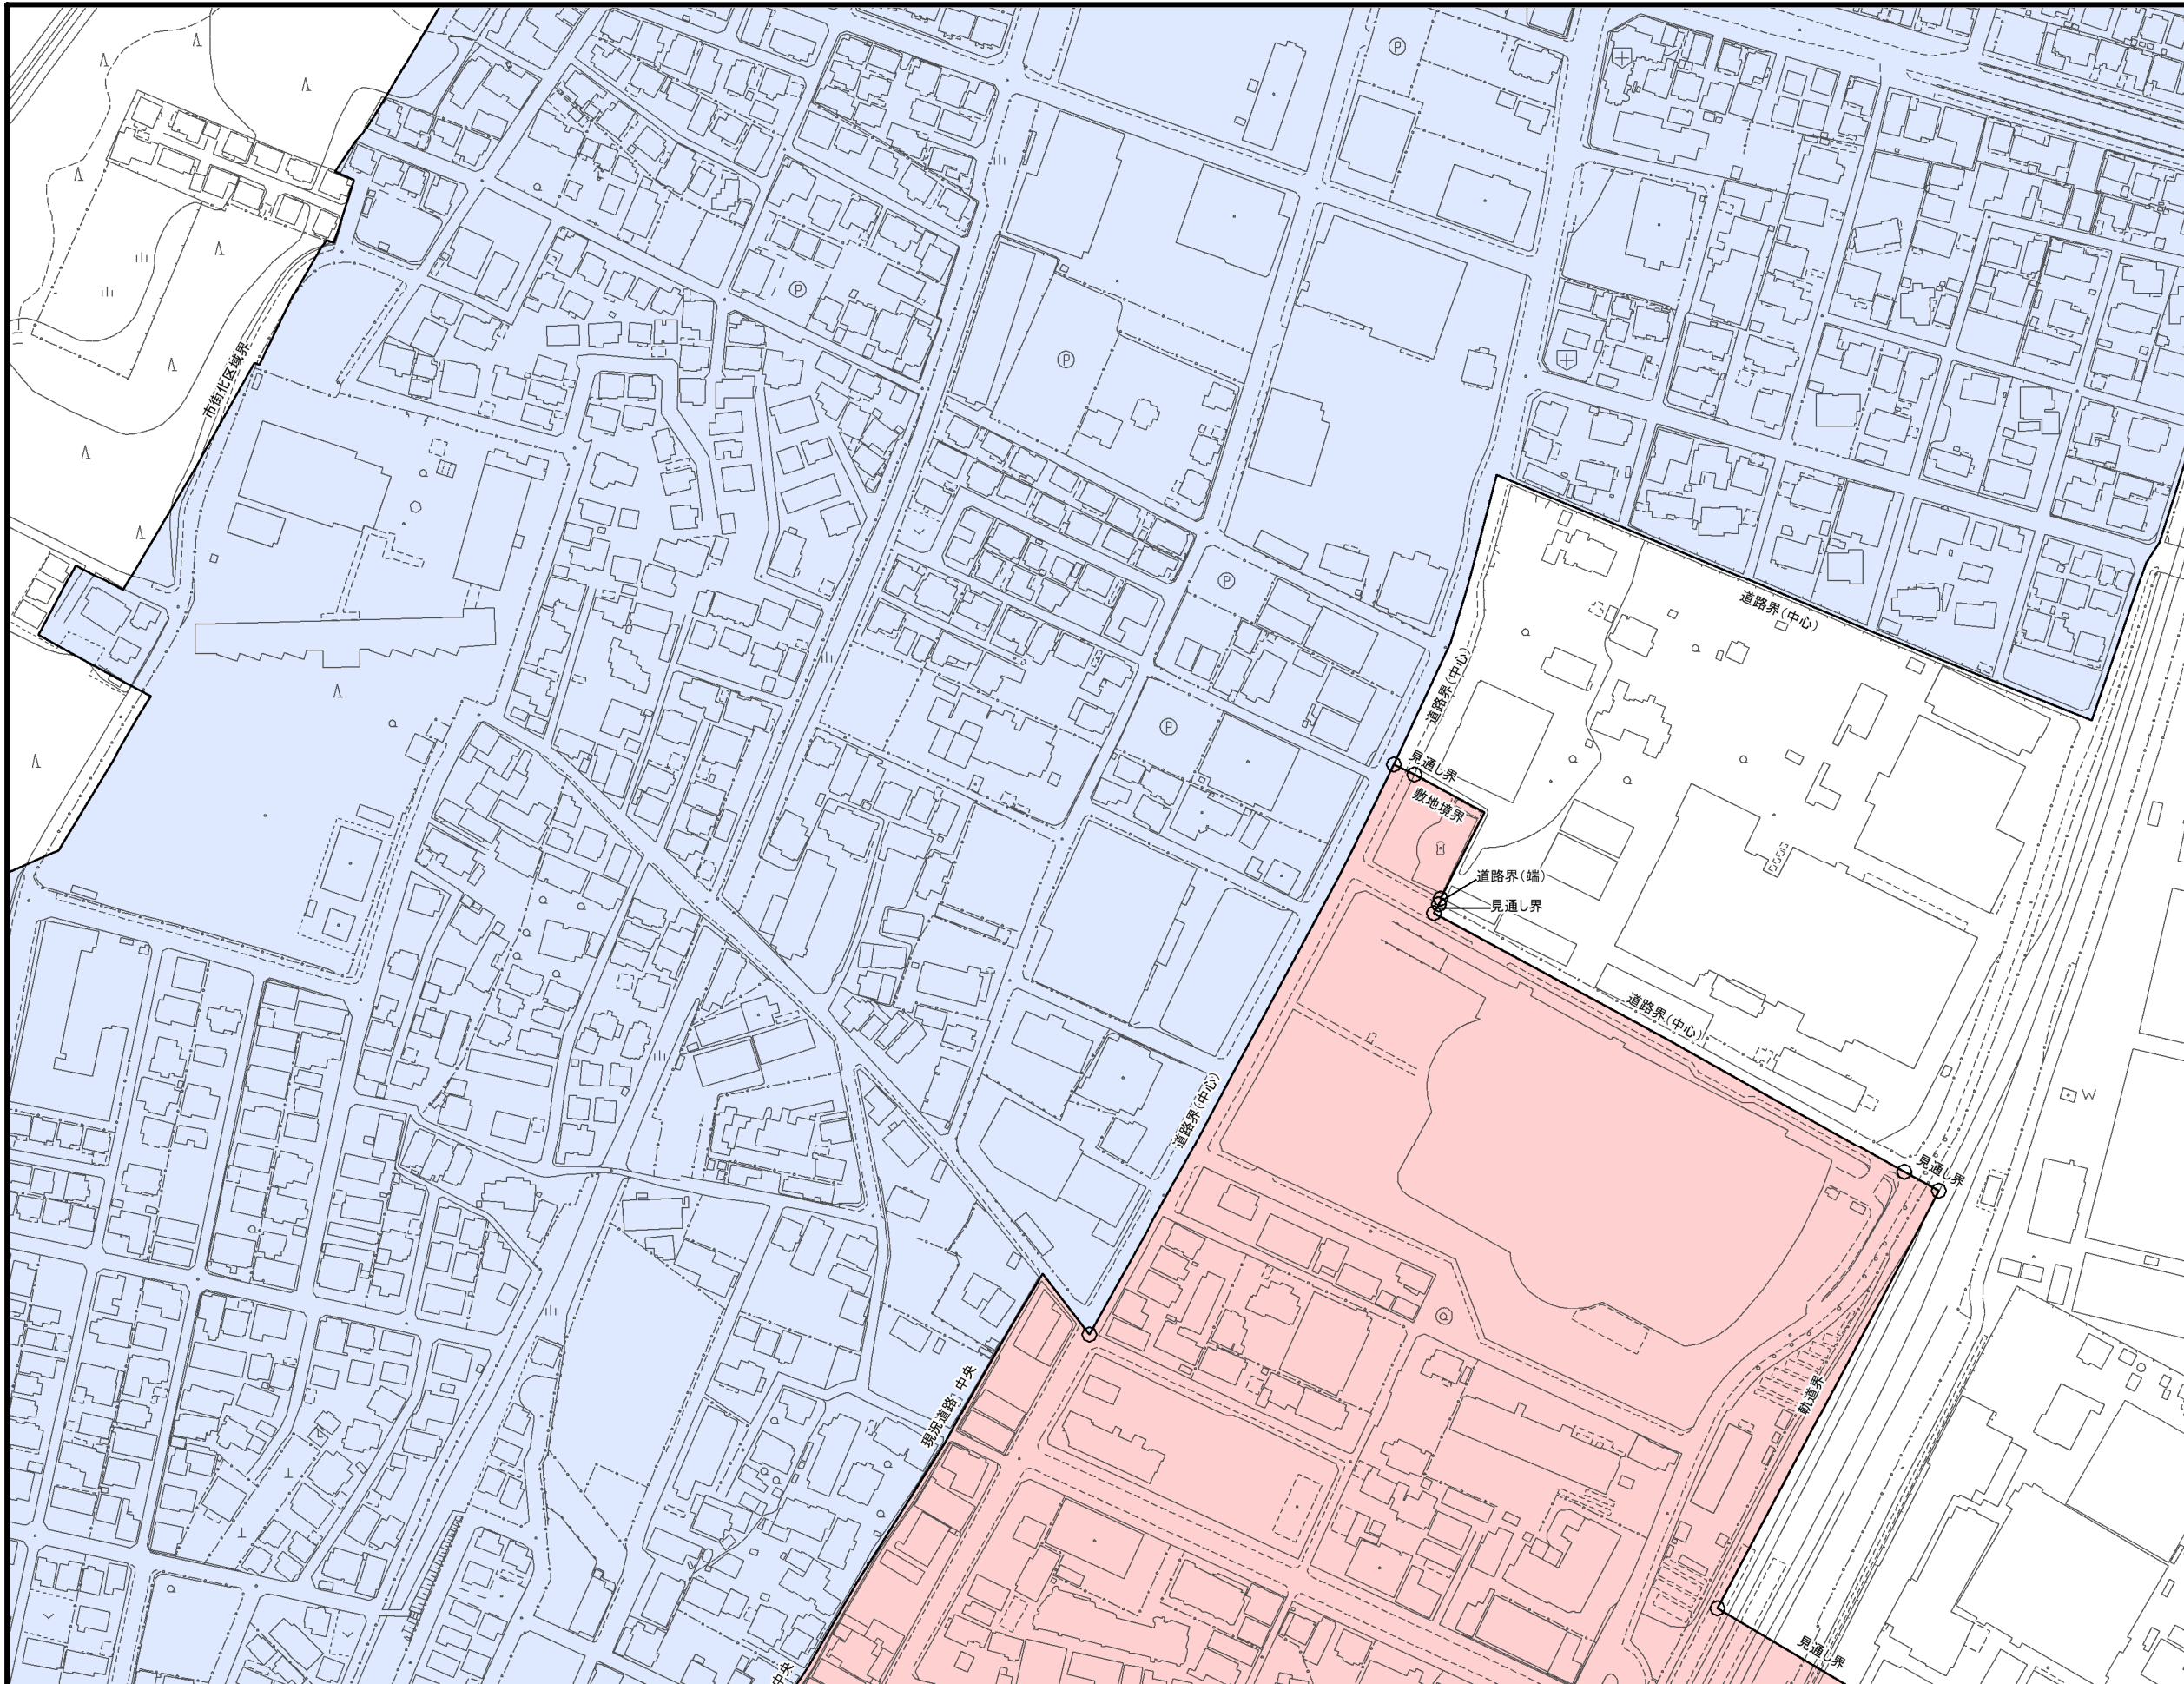 市街化区域界
道路界(中心)
道路界(中心)
見通し界
敷地境界
道路界(端)
見通し界
道路界(中心)
道路界(中心)
見通し界
W
軌道界
現況道路 中央
見通し界
中央
P
P
P
P
P